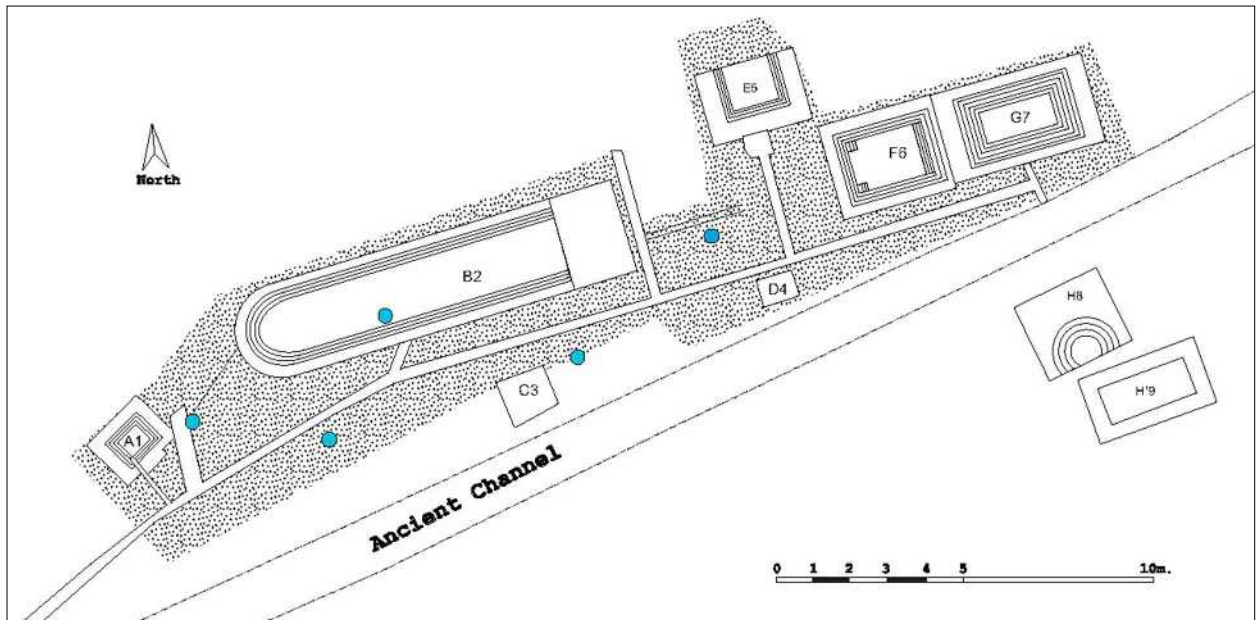 E5
G7
F6
North
B2
D4
H8
C3
H'9
A1
Ancient Channel
0 1 2 3 4 5 10m.